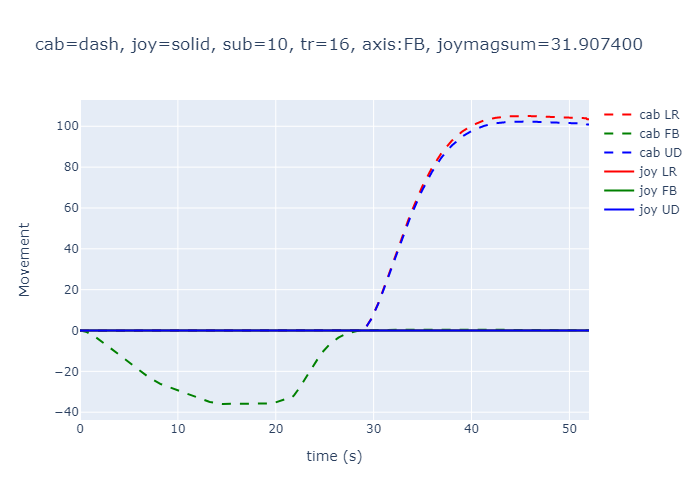 cab=dash, joy=solid, sub=10, tr=16, axis:FB, joymagsum=31.907400
cab LR
cab FB
cab UD
joy LR
joy FB
joy UD
Movement
100
80
60
40
20
0
−20
−40
0 10 20 30 40 50
time (s)